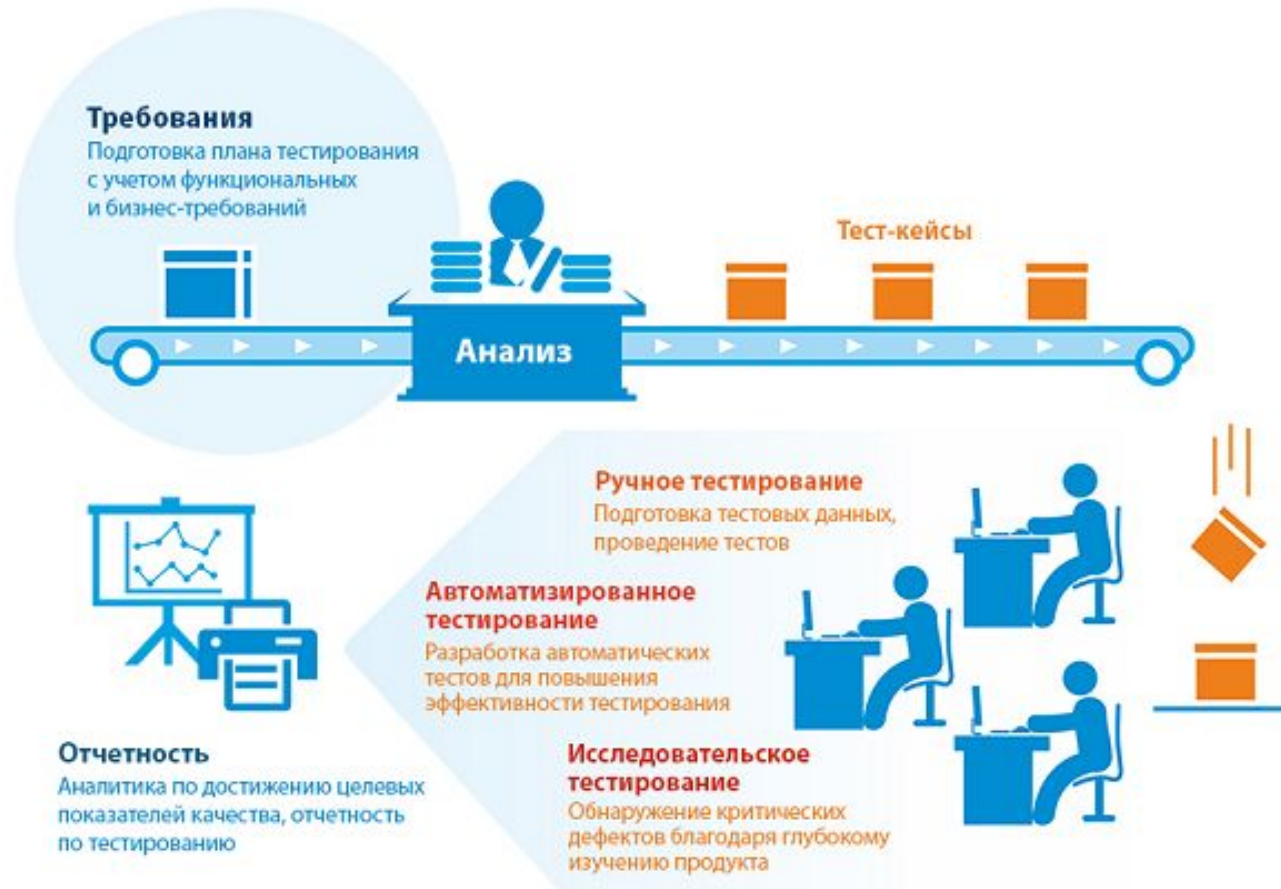 Требования
Подготовка плана тестирования
с учетом функциональных
и бизнес-требований
Тест-кейсы
Анализ
Ручное тестирование
Подготовка тестовых данных,
проведение тестов
Автоматизированное
тестирование
Разработка автоматических
тестов для повышения
эффективности тестирования
Исследовательское
тестирование
Обнаружение критических
дефектов благодаря глубокому
изучению продукта
Отчетность
Аналитика по достижению целевых
показателей качества, отчетность
по тестированию